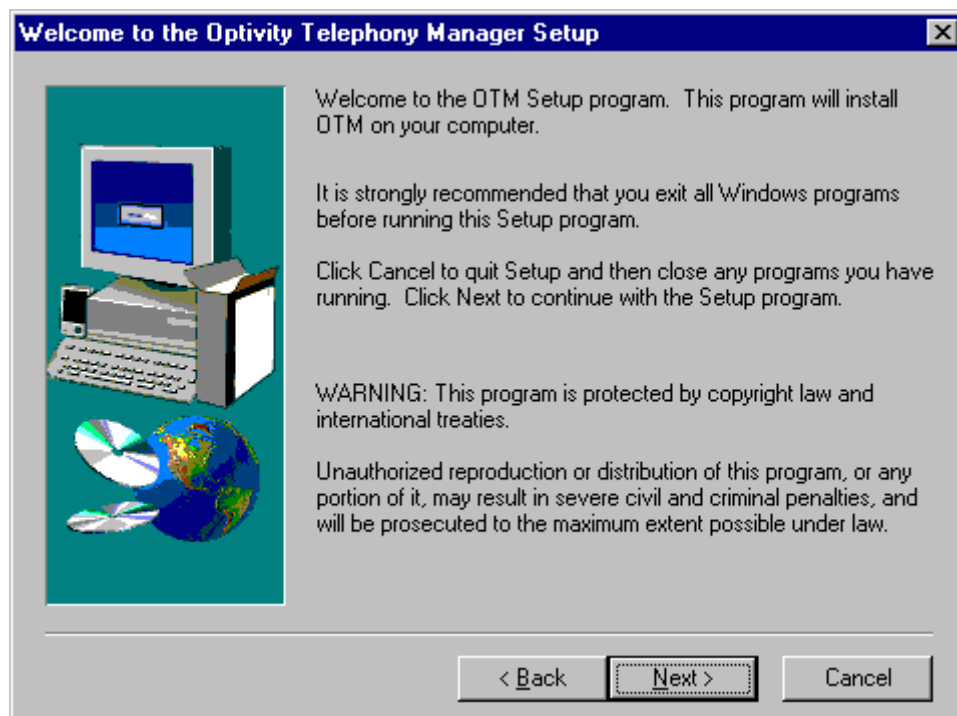 Welcome to the Optivity Telephony Manager Setup
Welcome to the OTM Setup program.  This program will install
OTM on your computer.
It is strongly recommended that you exit all Windows programs
before running this Setup program.
Click Cancel to quit Setup and then close any programs you have
running.  Click Next to continue with the Setup program.
WARNING: This program is protected by copyright law and
international treaties.
Unauthorized reproduction or distribution of this program, or any
portion of it, may result in severe civil and criminal penalties, and
will be prosecuted to the maximum extent possible under law.
< Back
Next >
Cancel